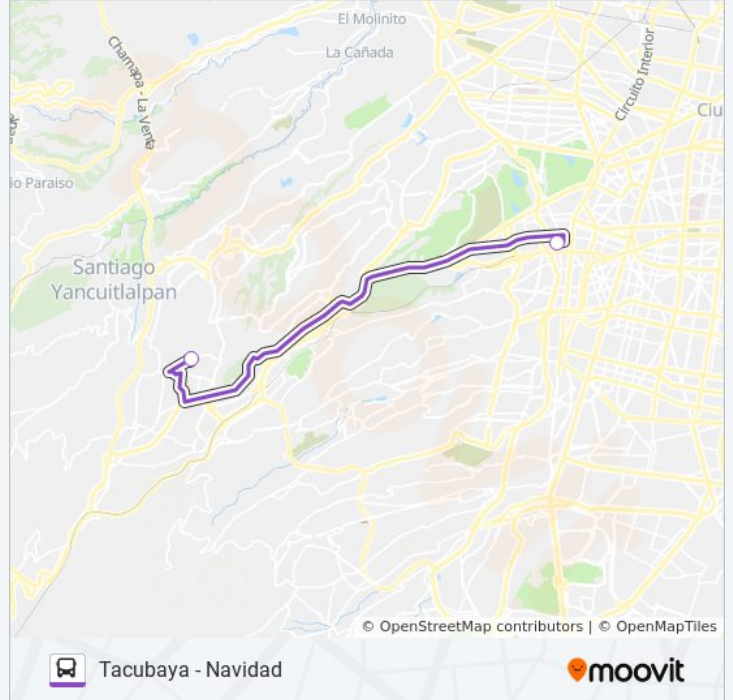 El Molinito
La Cañada
Chamapa - La Venta
Circuito Interior
Ciu
io Paraiso
Santiago
Yancuitlalpan
© OpenStreetMap contributors | © OpenMapTiles
Tacubaya - Navidad
moovit